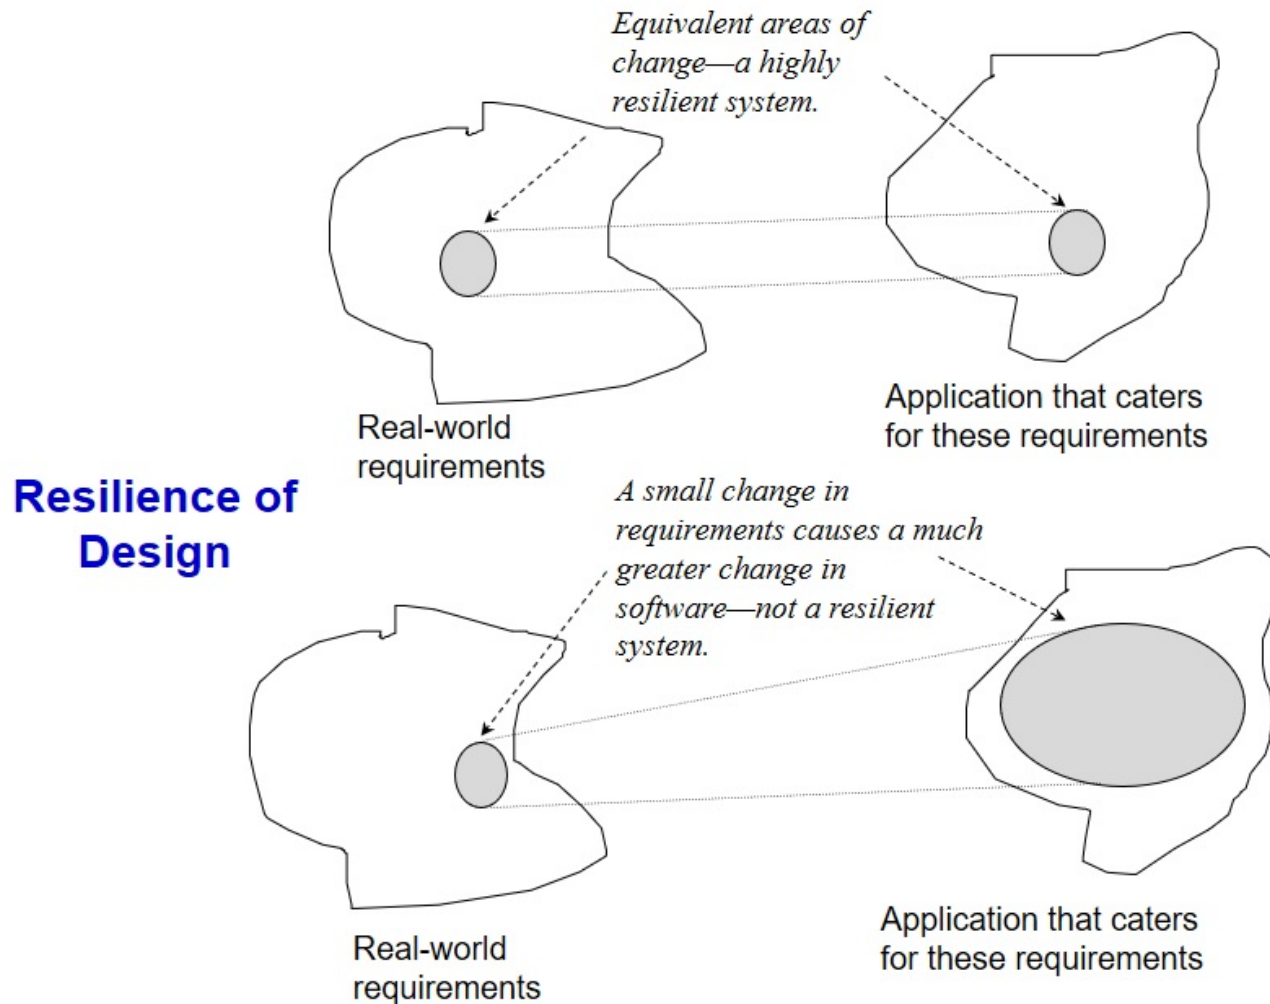 Equivalent areas of
change—a highly
resilient system.
Real-world
requirements
Application that caters
for these requirements
Resilience of
Design
A small change in
requirements causes a much
greater change in
software—not a resilient
system.
Real-world
requirements
Application that caters
for these requirements